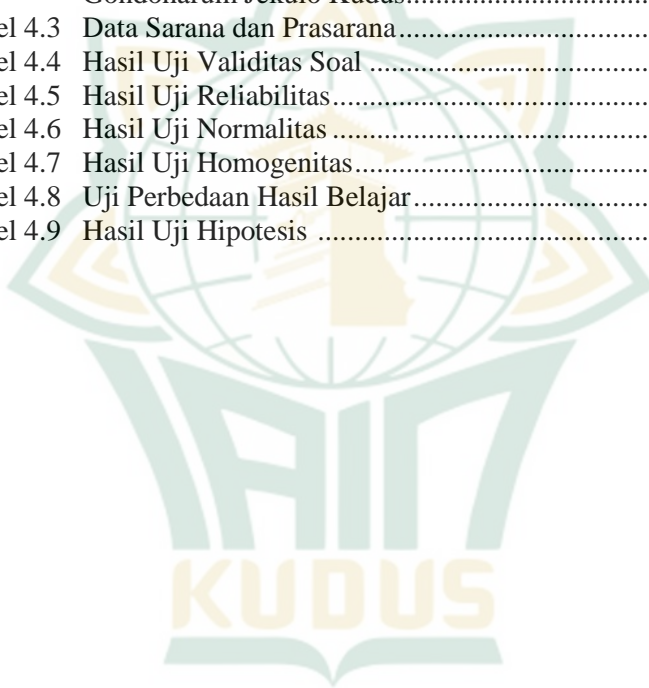 Gondoharum Jekulo Kudus..........................................
el 4.3 Data Sarana dan Prasarana..................................
el 4.4 Hasil Uji Validitas Soal ......................................
el 4.5 Hasil Uji Reliabilitas...........................................
el 4.6 Hasil Uji Normalitas ...........................................
el 4.7 Hasil Uji Homogenitas........................................
el 4.8 Uji Perbedaan Hasil Belajar................................
el 4.9 Hasil Uji Hipotesis .............................................
IAIN
KUDUS